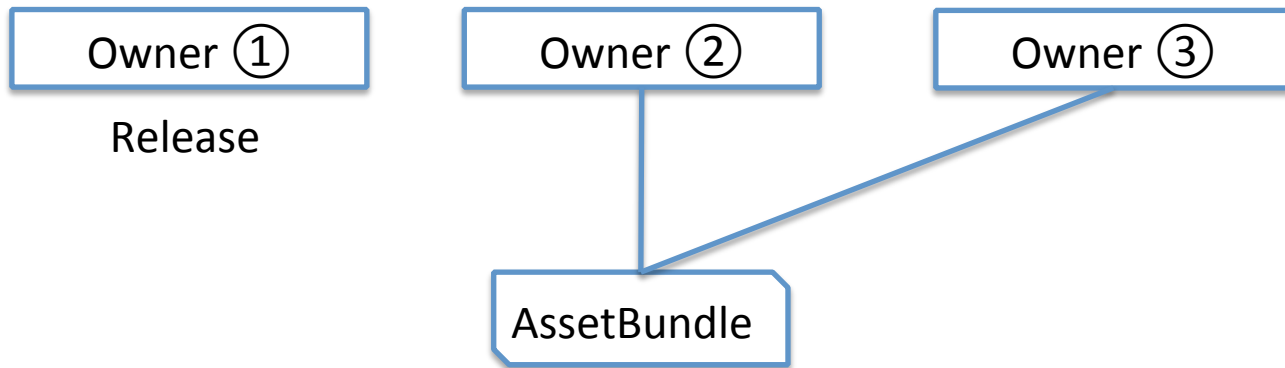 Owner ①
Owner ②
Owner ③
Release
AssetBundle